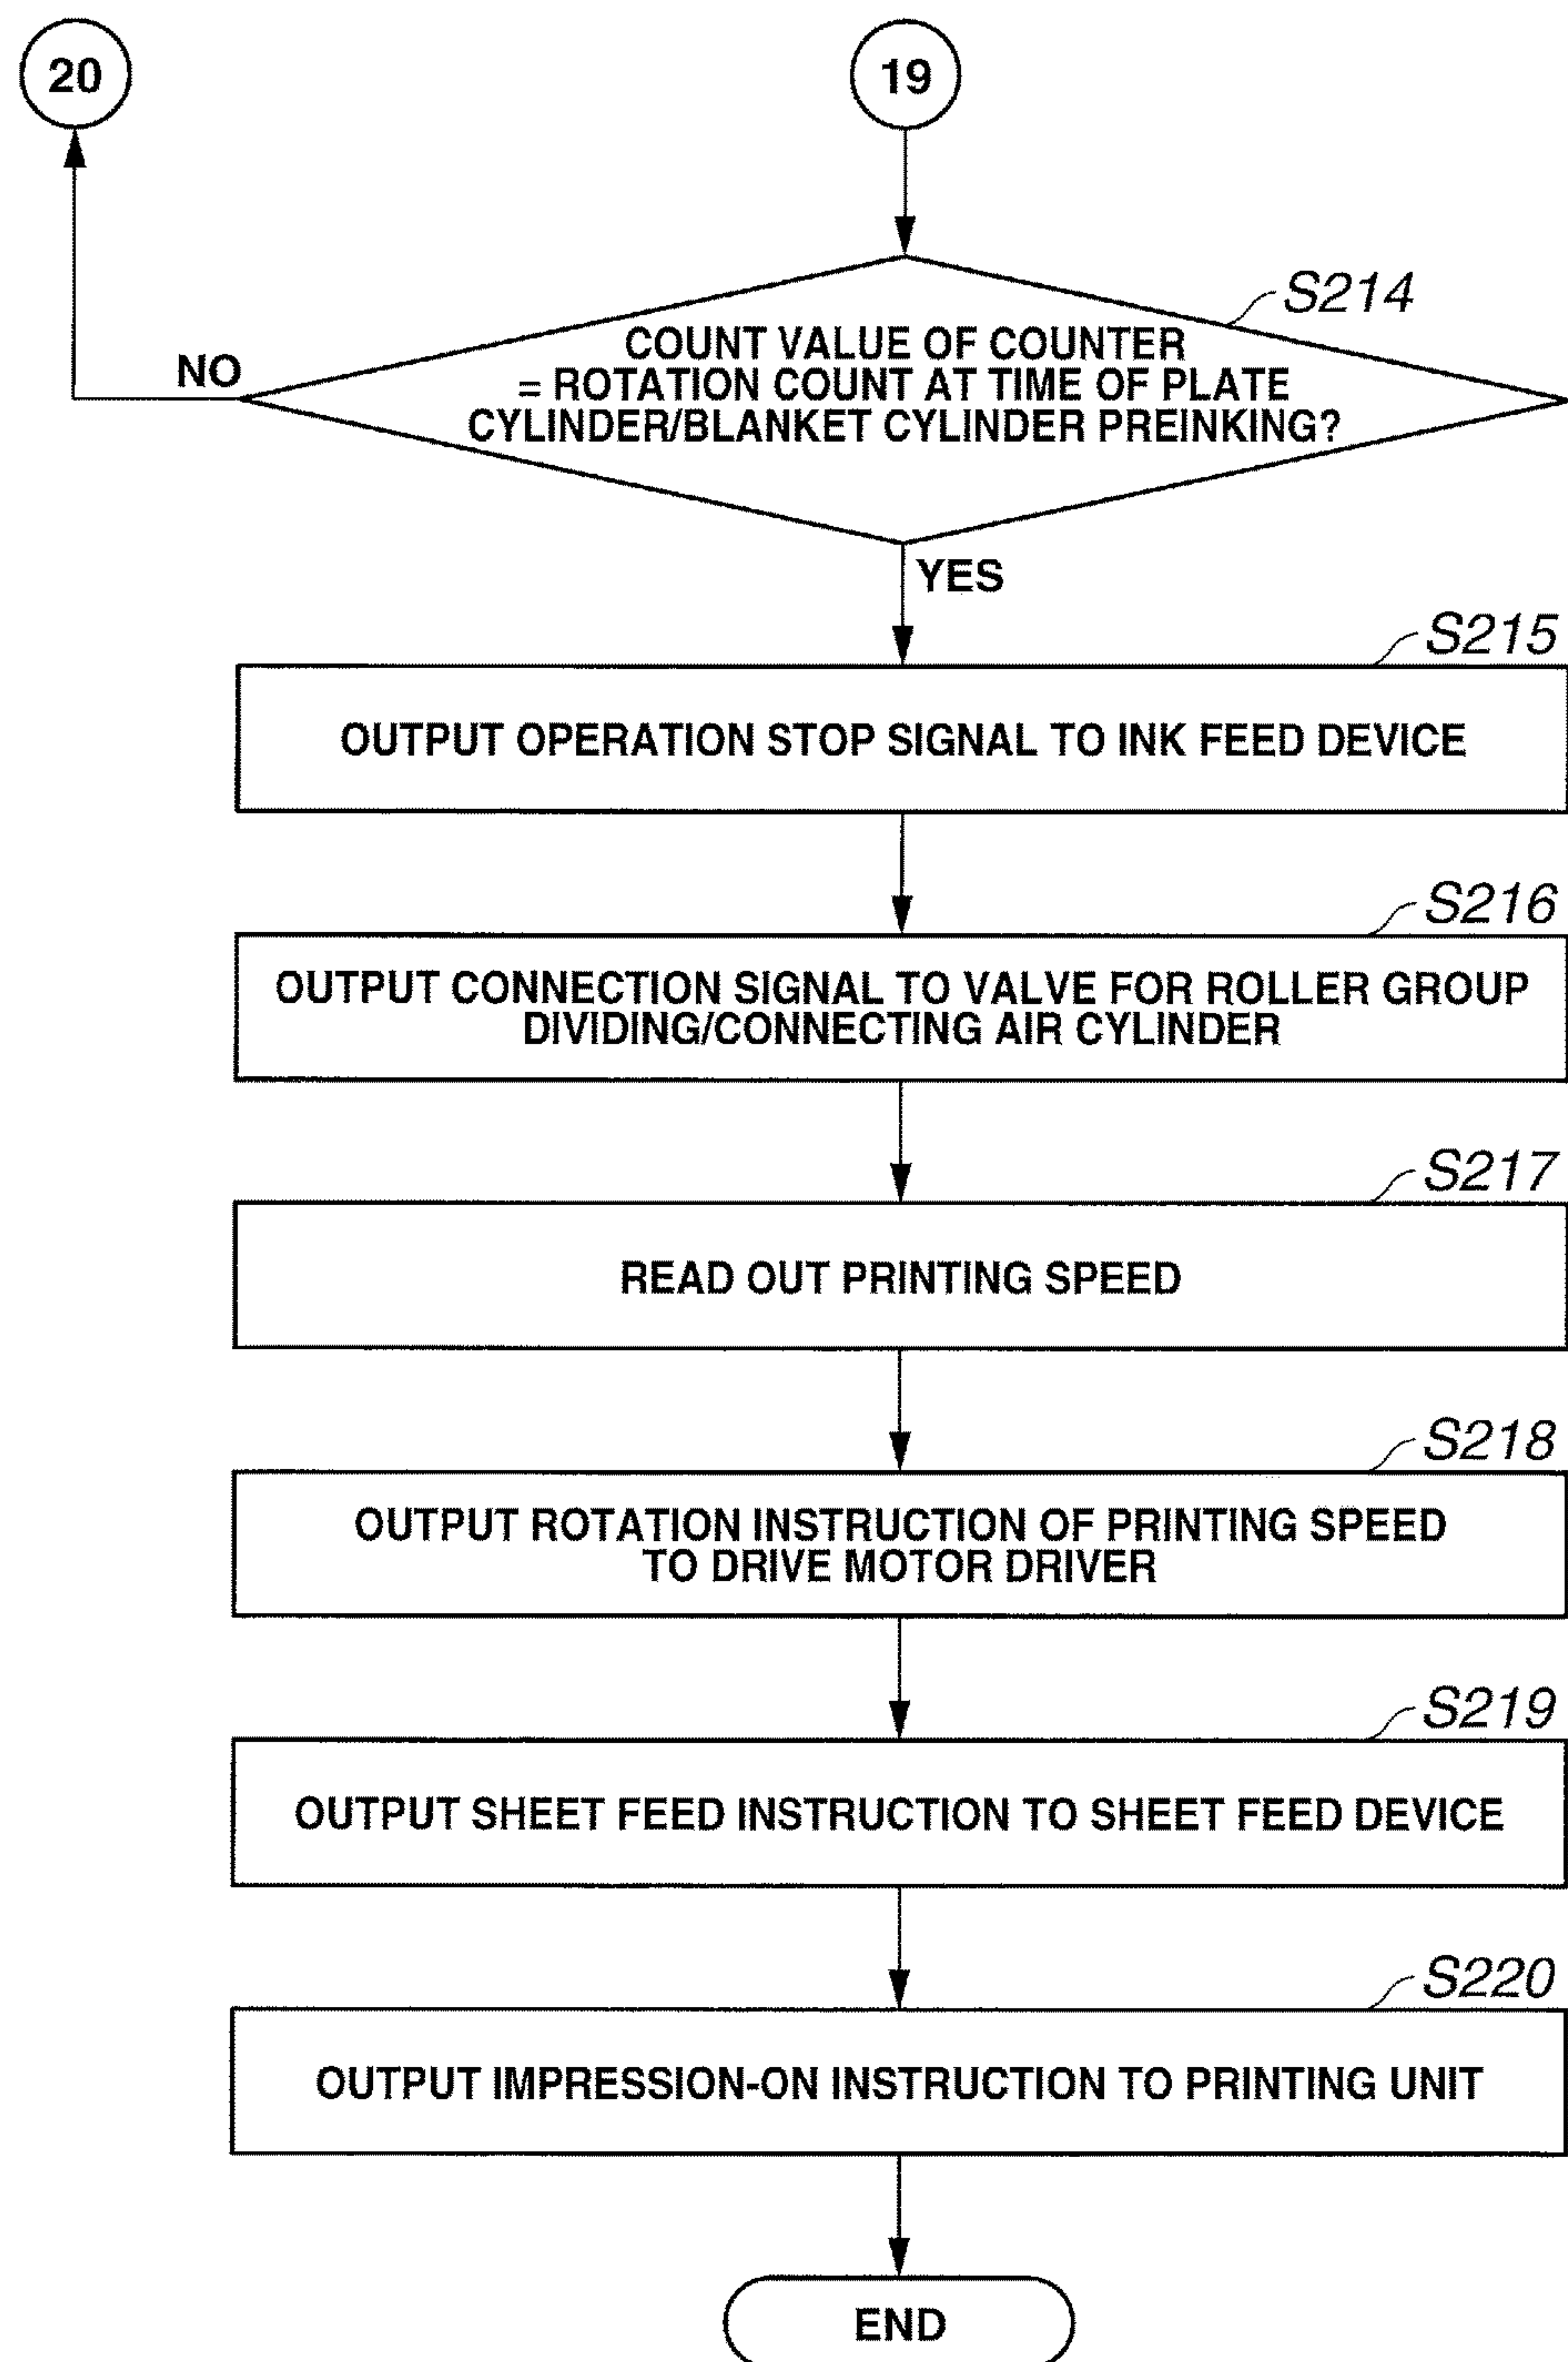 20
19
S214
COUNT VALUE OF COUNTER
= ROTATION COUNT AT TIME OF PLATE
CYLINDER/BLANKET CYLINDER PREINKING?
NO
YES
S215
OUTPUT OPERATION STOP SIGNAL TO INK FEED DEVICE
S216
OUTPUT CONNECTION SIGNAL TO VALVE FOR ROLLER GROUP
DIVIDING/CONNECTING AIR CYLINDER
S217
READ OUT PRINTING SPEED
S218
OUTPUT ROTATION INSTRUCTION OF PRINTING SPEED
TO DRIVE MOTOR DRIVER
S219
OUTPUT SHEET FEED INSTRUCTION TO SHEET FEED DEVICE
S220
OUTPUT IMPRESSION-ON INSTRUCTION TO PRINTING UNIT
END